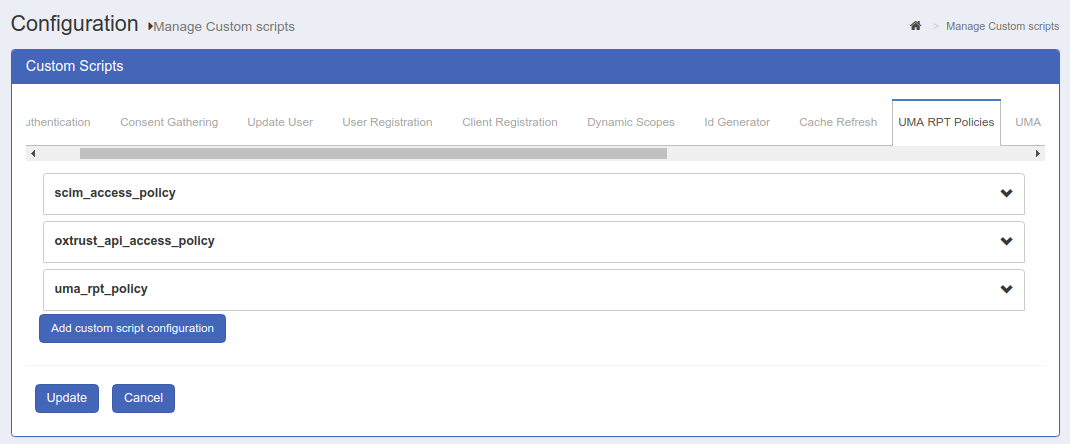 Configuration Manage Custom scripts > Manage Custom scripts
Custom Scripts
uthentication Consent Gathering Update User User Registration Client Registration Dynamic Scopes Id Generator Cache Refresh UMA RPT Policies UMA
scim_access_policy
oxtrust_api_access_policy
uma_rpt_policy
Add custom script configuration
Update Cancel